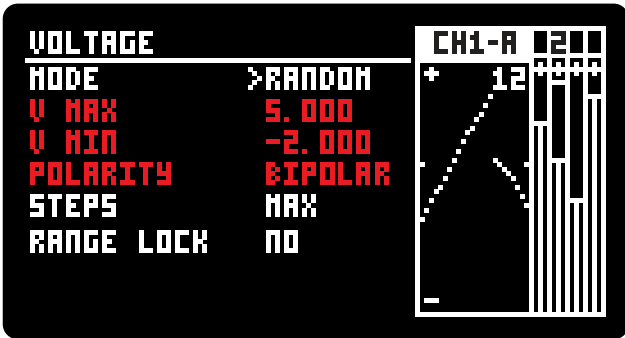 VOLTAGE
MODE >RANDOM
V MAX 5.000
V MIN -2.000
POLARITY BIPOLAR
STEPS MAX
RANGE LOCK NO
CH1-A 2
+ 12
-